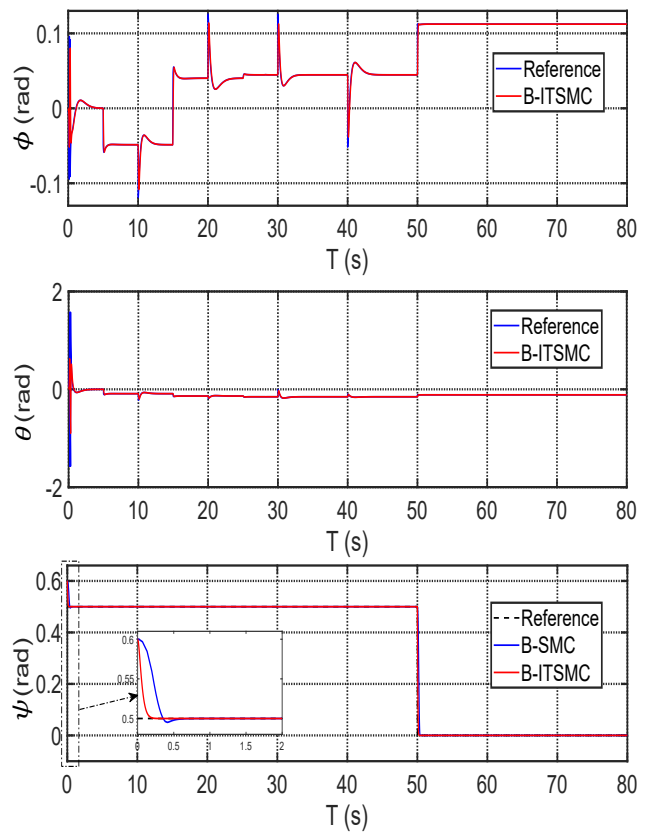 0.1
0
-0.1
ϕ (rad)
Reference
B-ITSMC
0 10 20 30 40 50 60 70 80
T (s)
2
0
-2
θ (rad)
Reference
B-ITSMC
0 10 20 30 40 50 60 70 80
T (s)
0.6
0.4
0.2
0
ψ (rad)
Reference
B-SMC
B-ITSMC
0.6
0.55
0.5
0 0.5 1 1.5 2
0 10 20 30 40 50 60 70 80
T (s)